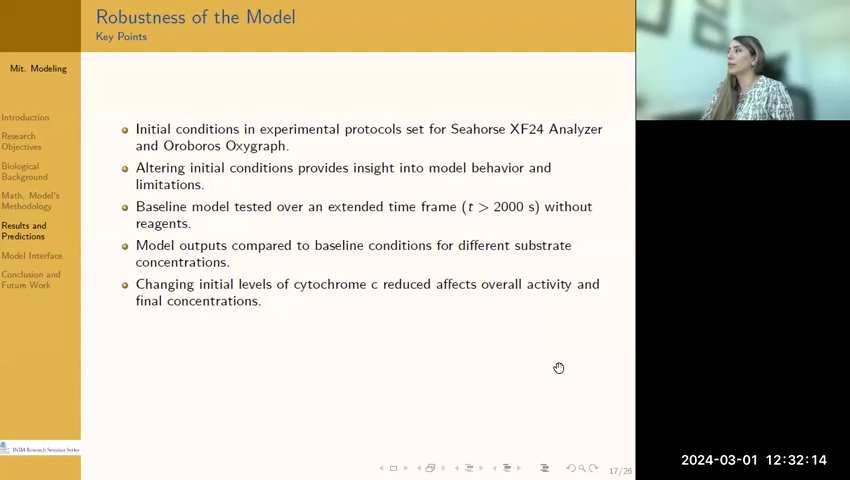 Robustness of the Model
Key Points
Mit. Modeling
Introduction
Research
Objectives
Biological
Background
Math. Model's
Methodology
Results and
Predictions
Model Interface
Conclusion and
Future Work
Initial conditions in experimental protocols set for Seahorse XF24 Analyzer
and Oroboros Oxygraph.
Altering initial conditions provides insight into model behavior and
limitations.
Baseline model tested over an extended time frame (t > 2000 s) without
reagents.
Model outputs compared to baseline conditions for different substrate
concentrations.
Changing initial levels of cytochrome c reduced affects overall activity and
final concentrations.
Research Seminar Series
17/26
2024-03-01 12:32:14